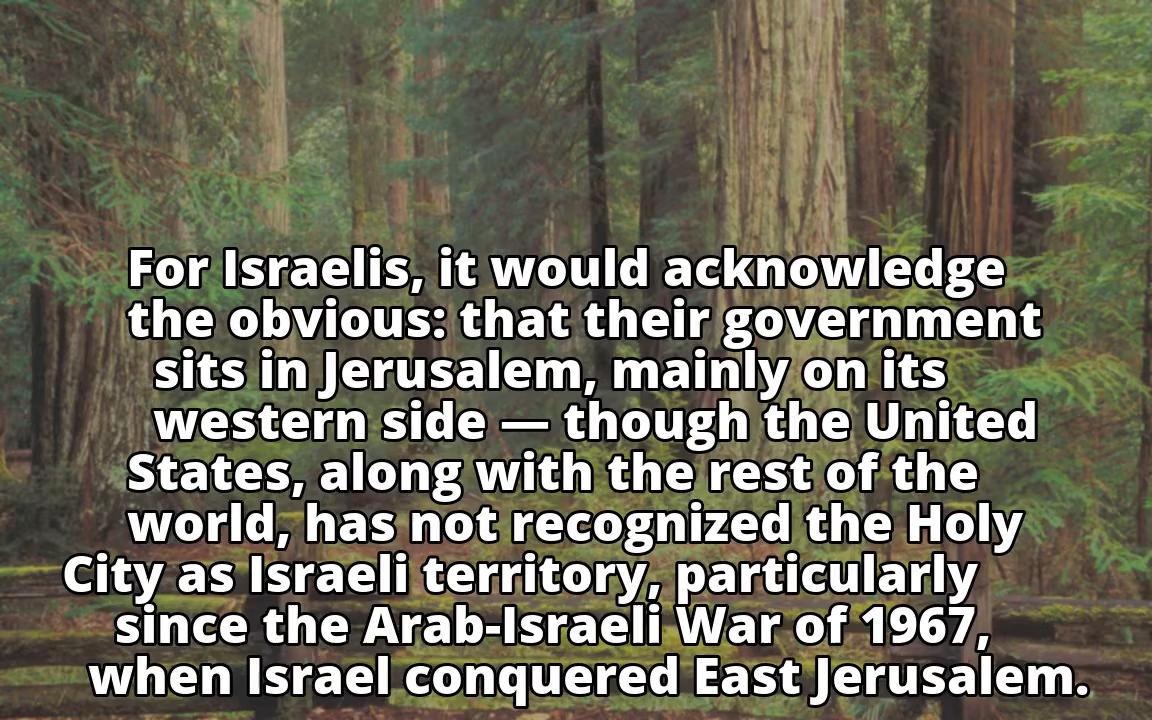 For Israelis, it would acknowledge
the obvious: that their government
sits in Jerusalem, mainly on its
western side — though the United
States, along with the rest of the
world, has not recognized the Holy
City as Israeli territory, particularly
since the Arab-Israeli War of 1967,
when Israel conquered East Jerusalem.